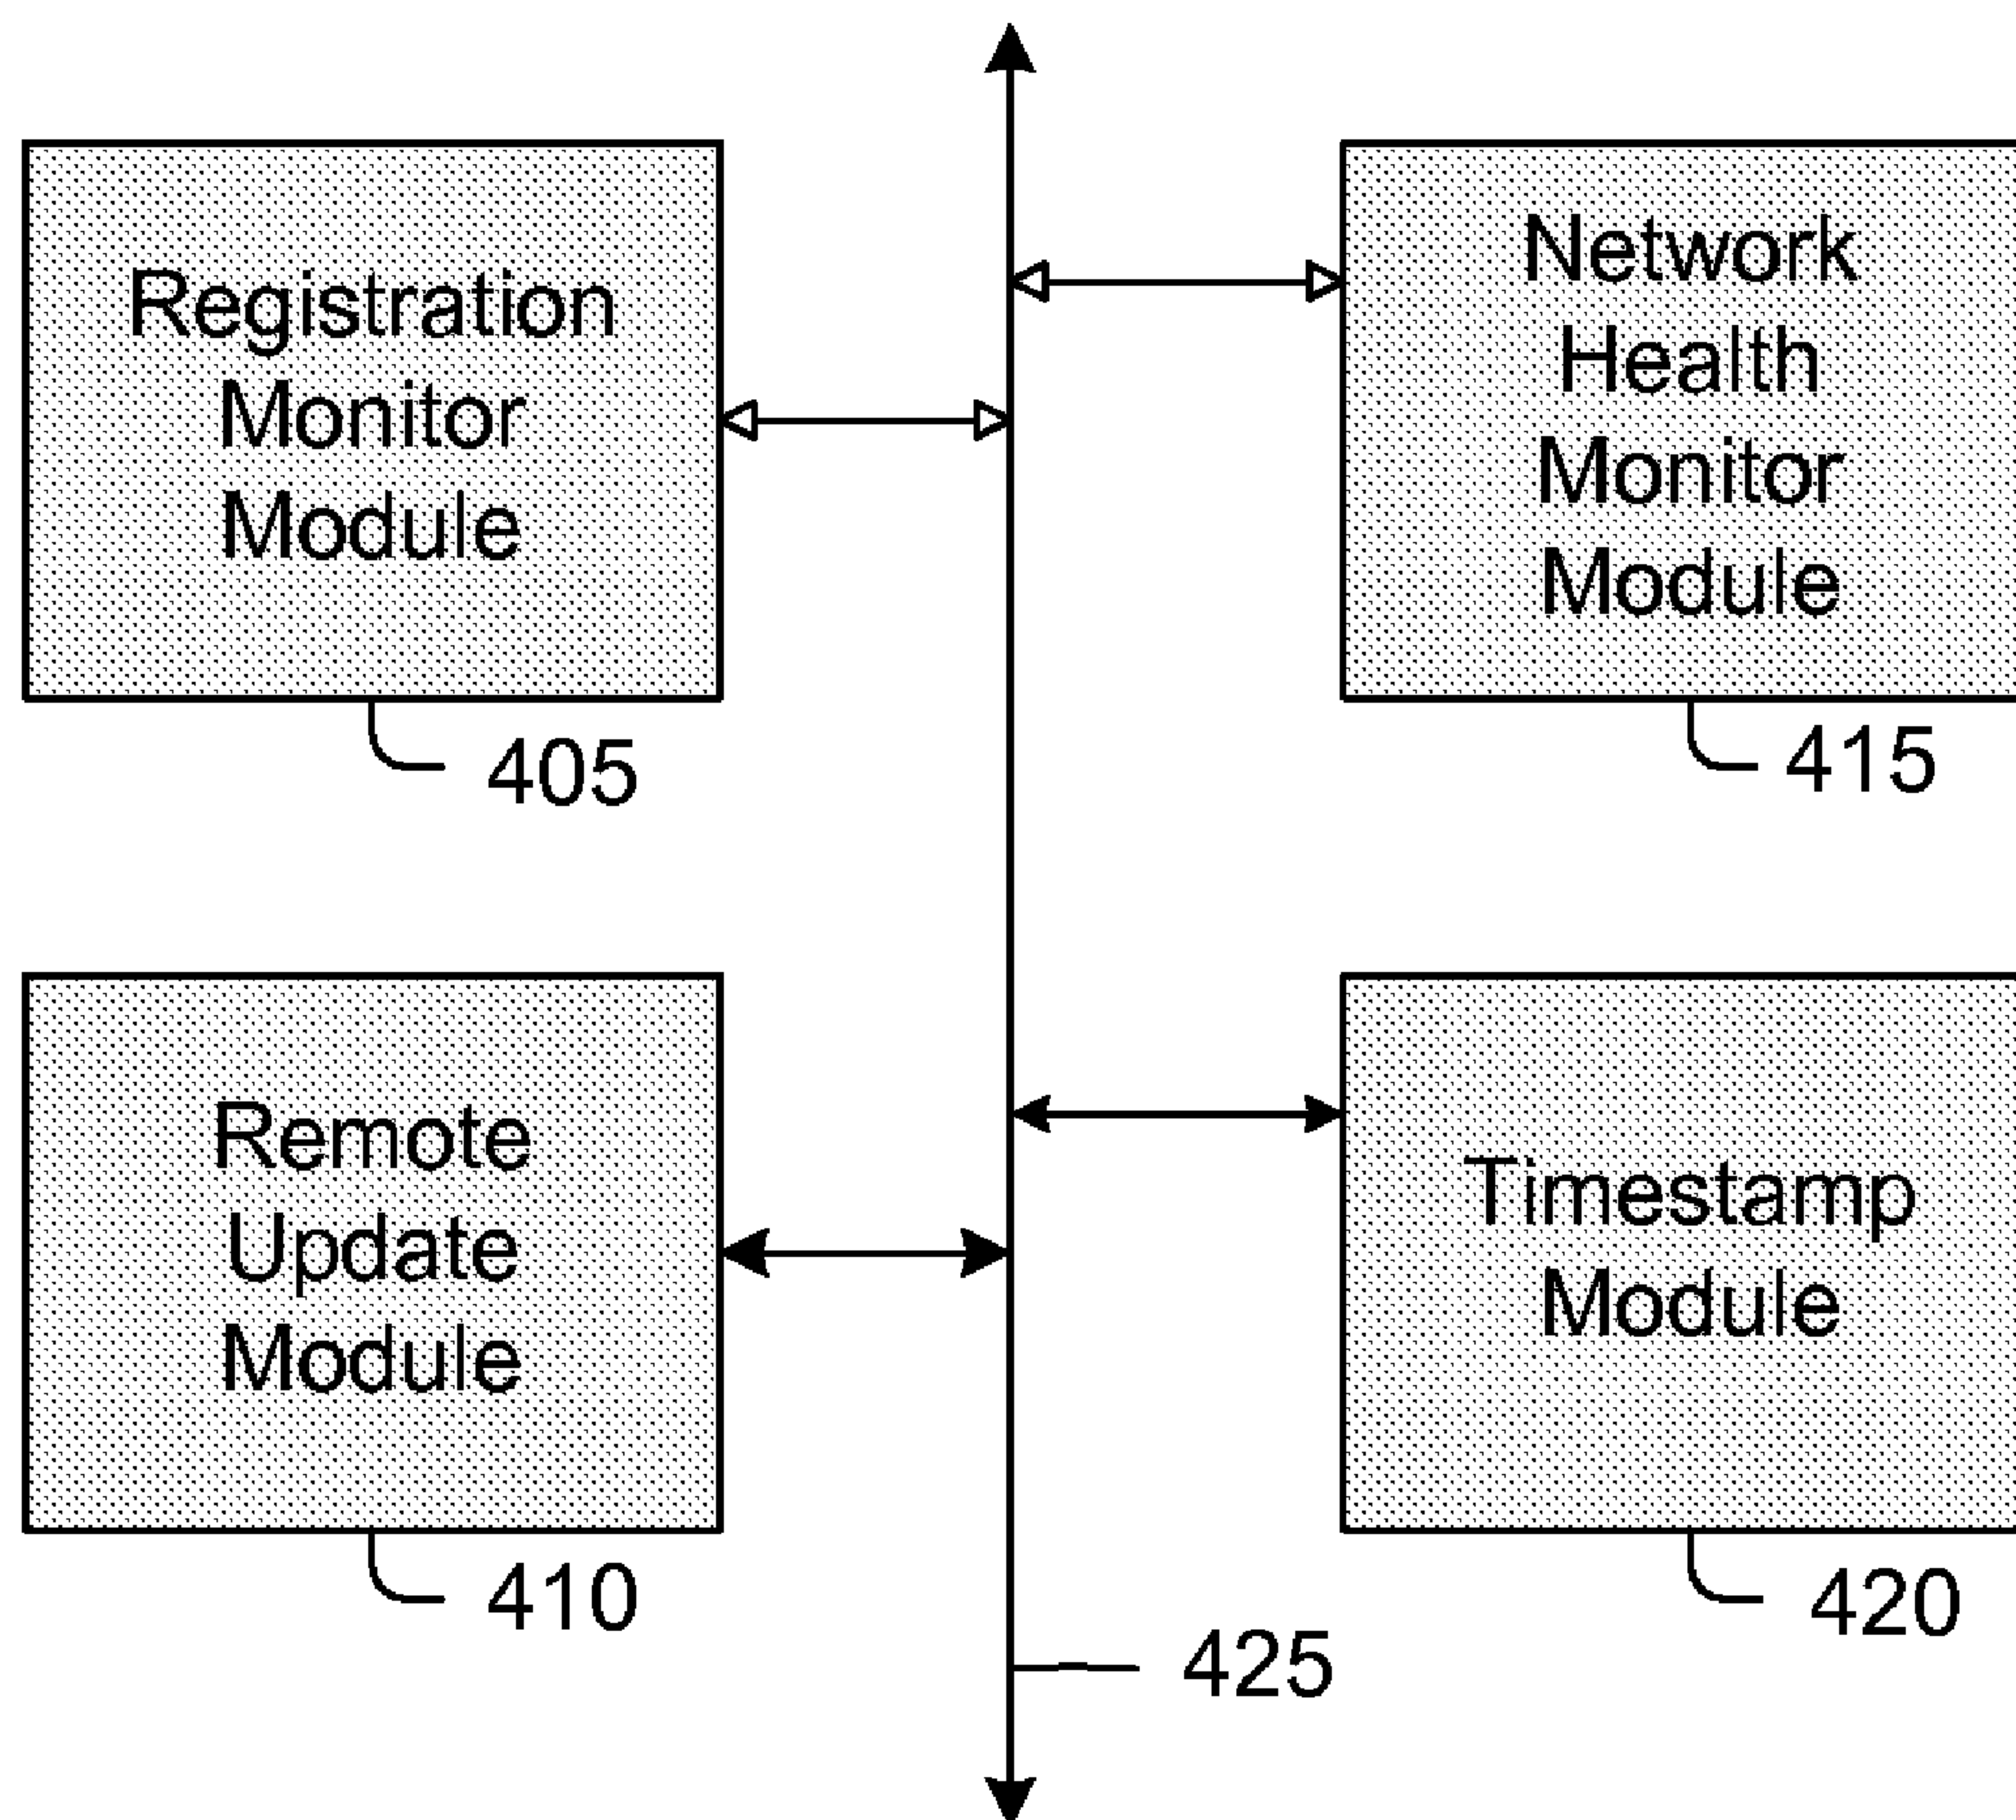 Registration
Monitor
Module
405
Network
Health
Monitor
Module
415
Remote
Update
Module
410
Timestamp
Module
420
425